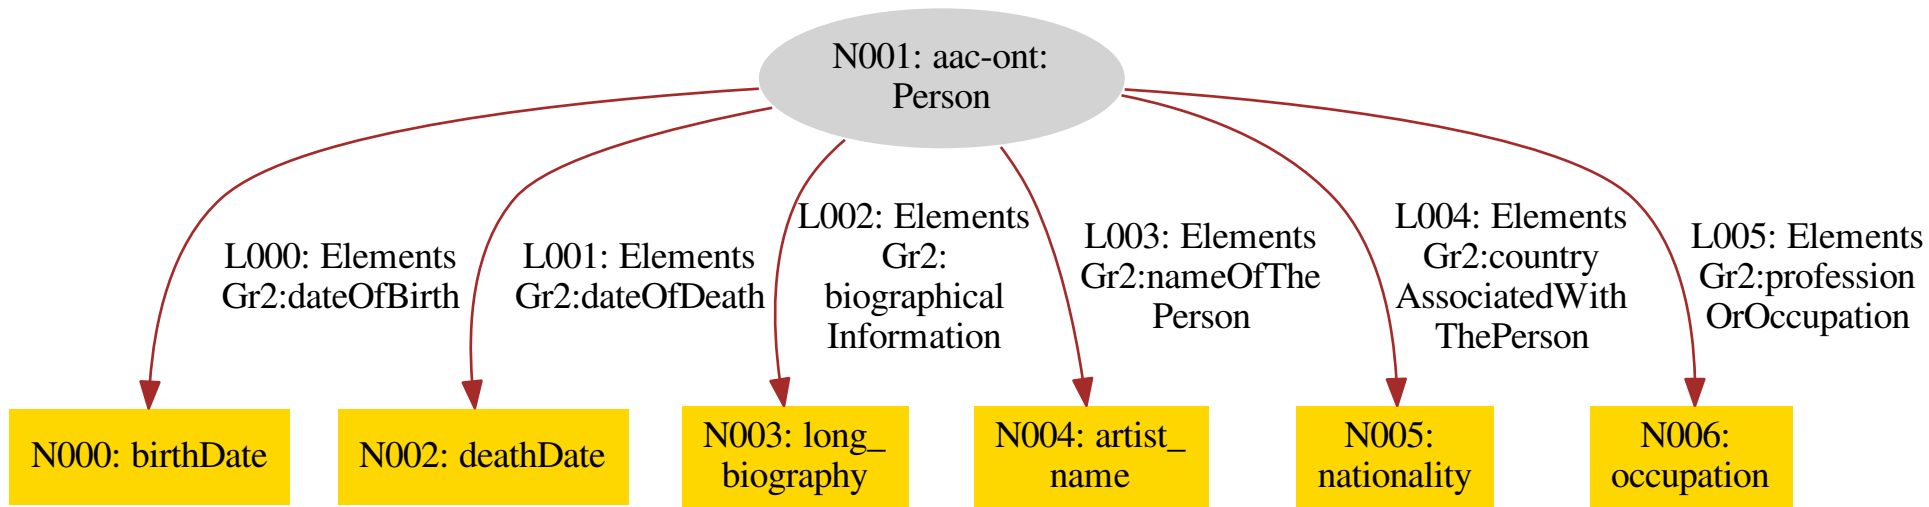 N001: aac-ont:
Person
L000: Elements
Gr2:dateOfBirth
L001: Elements
Gr2:dateOfDeath
L002: Elements
Gr2:
biographical
Information
L003: Elements
Gr2:nameOfThe
Person
L004: Elements
Gr2:country
AssociatedWith
ThePerson
L005: Elements
Gr2:profession
OrOccupation
N000: birthDate
N002: deathDate
N003: long_
biography
N004: artist_
name
N005:
nationality
N006:
occupation